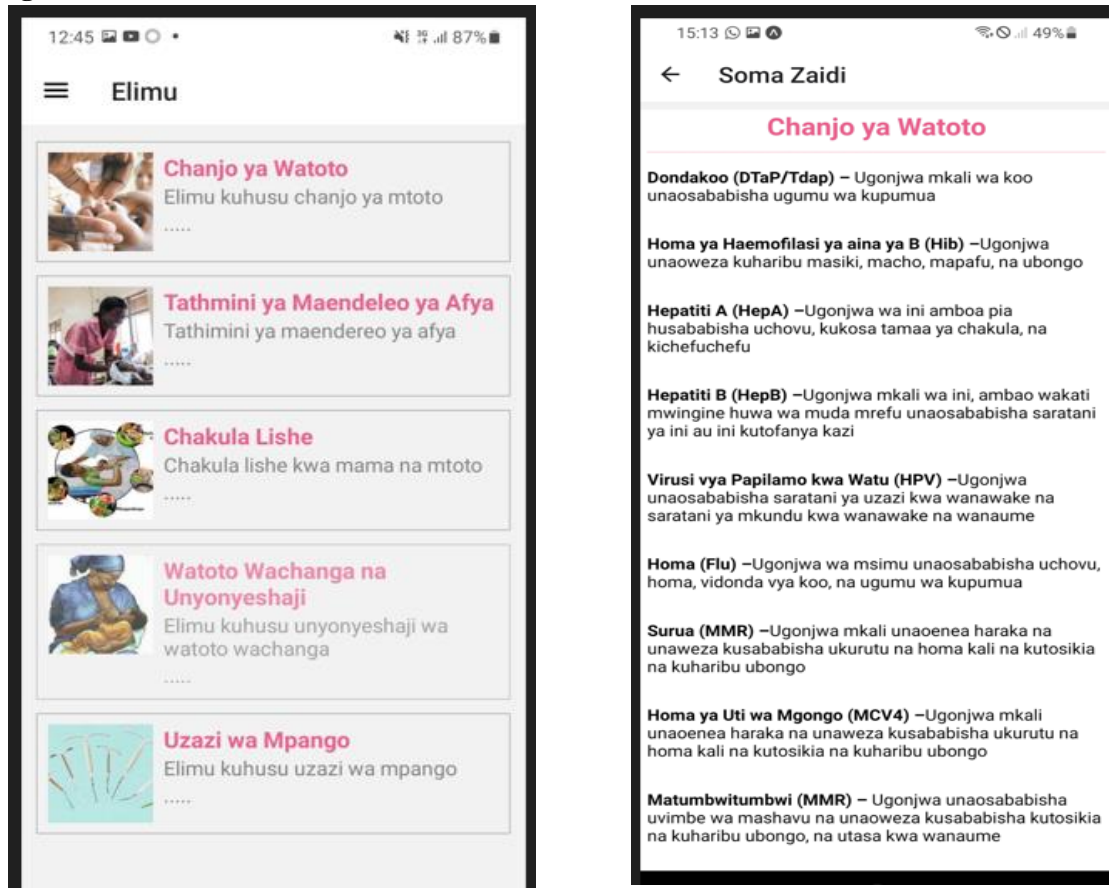 12:45
87%
Elimu
Chanjo ya Watoto
Elimu kuhusu chanjo ya mtoto
.....
Tathmini ya Maendeleo ya Afya
Tathimini ya maendereo ya afya
.....
Chakula Lishe
Chakula lishe kwa mama na mtoto
.....
Watoto Wachanga na
Unyonyeshaji
Elimu kuhusu unyonyeshaji wa
watoto wachanga
.....
Uzazi wa Mpango
Elimu kuhusu uzazi wa mpango
.....
15:13
49%
Soma Zaidi
Chanjo ya Watoto
Dondakoo (DTaP/Tdap) – Ugonjwa mkali wa koo
unaosababisha ugumu wa kupumua
Homa ya Haemofilasi ya aina ya B (Hib) –Ugonjwa
unaoweza kuharibu masiki, macho, mapafu, na ubongo
Hepatiti A (HepA) –Ugonjwa wa ini amboa pia
husababisha uchovu, kukosa tamaa ya chakula, na
kichefuchefu
Hepatiti B (HepB) –Ugonjwa mkali wa ini, ambao wakati
mwingine huwa wa muda mrefu unaosababisha saratani
ya ini au ini kutofanya kazi
Virusi vya Papilamo kwa Watu (HPV) –Ugonjwa
unaosababisha saratani ya uzazi kwa wanawake na
saratani ya mkundu kwa wanawake na wanaume
Homa (Flu) –Ugonjwa wa msimu unaosababisha uchovu,
homa, vidonda vya koo, na ugumu wa kupumua
Surua (MMR) –Ugonjwa mkali unaoenea haraka na
unaweza kusababisha ukurutu na homa kali na kutosikia
na kuharibu ubongo
Homa ya Uti wa Mgongo (MCV4) –Ugonjwa mkali
unaoenea haraka na unaweza kusababisha ukurutu na
homa kali na kutosikia na kuharibu ubongo
Matumbwitumbwi (MMR) – Ugonjwa unaosababisha
uvimbe wa mashavu na unaoweza kusababisha kutosikia
na kuharibu ubongo, na utasa kwa wanaume